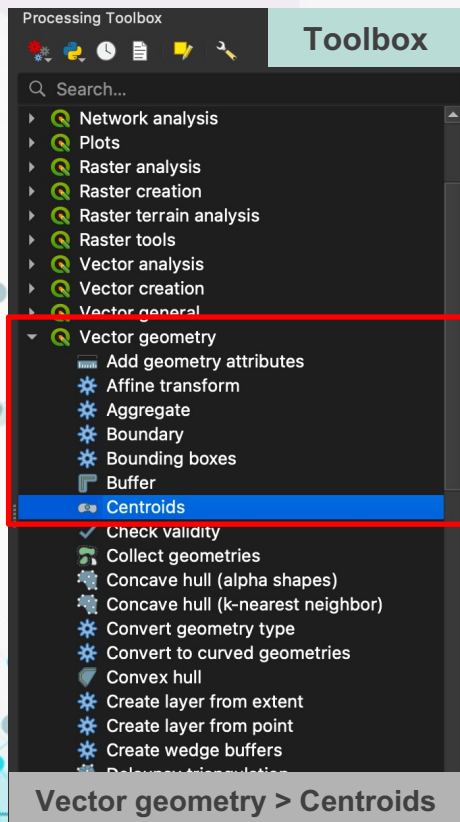 Processing Toolbox
Toolbox
Search...
Network analysis
Plots
Raster analysis
Raster creation
Raster terrain analysis
Raster tools
Vector analysis
Vector creation
Vector general
Vector geometry
Add geometry attributes
Affine transform
Aggregate
Boundary
Bounding boxes
Buffer
Centroids
Check validity
Collect geometries
Concave hull (alpha shapes)
Concave hull (k-nearest neighbor)
Convert geometry type
Convert to curved geometries
Convex hull
Create layer from extent
Create layer from point
Create wedge buffers
Delaunay triangulation
Vector geometry > Centroids